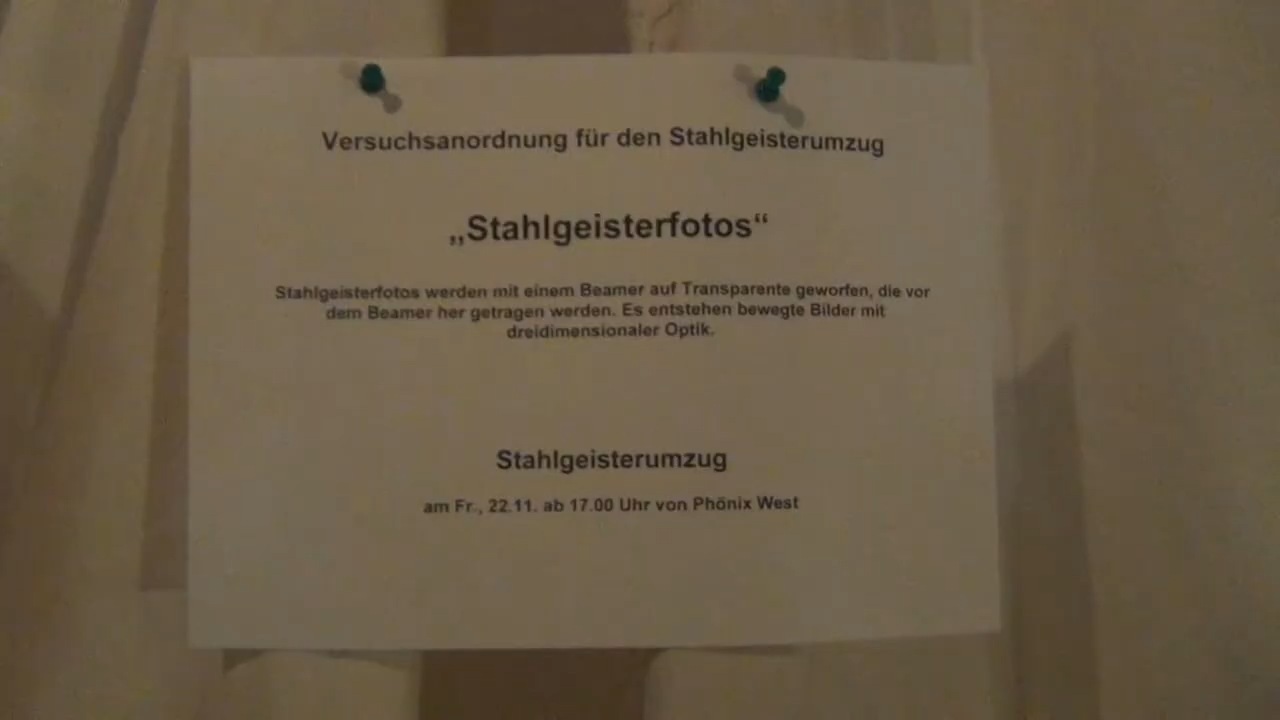 Versuchsanordnung für den Stahlgeisterumzug
„Stahlgeisterfotos“
Stahlgeisterfotos werden mit einem Beamer auf Transparente geworfen, die vor
dem Beamer her getragen werden. Es entstehen bewegte Bilder mit
dreidimensionaler Optik.
Stahlgeisterumzug
am Fr., 22.11. ab 17.00 Uhr von Phönix West